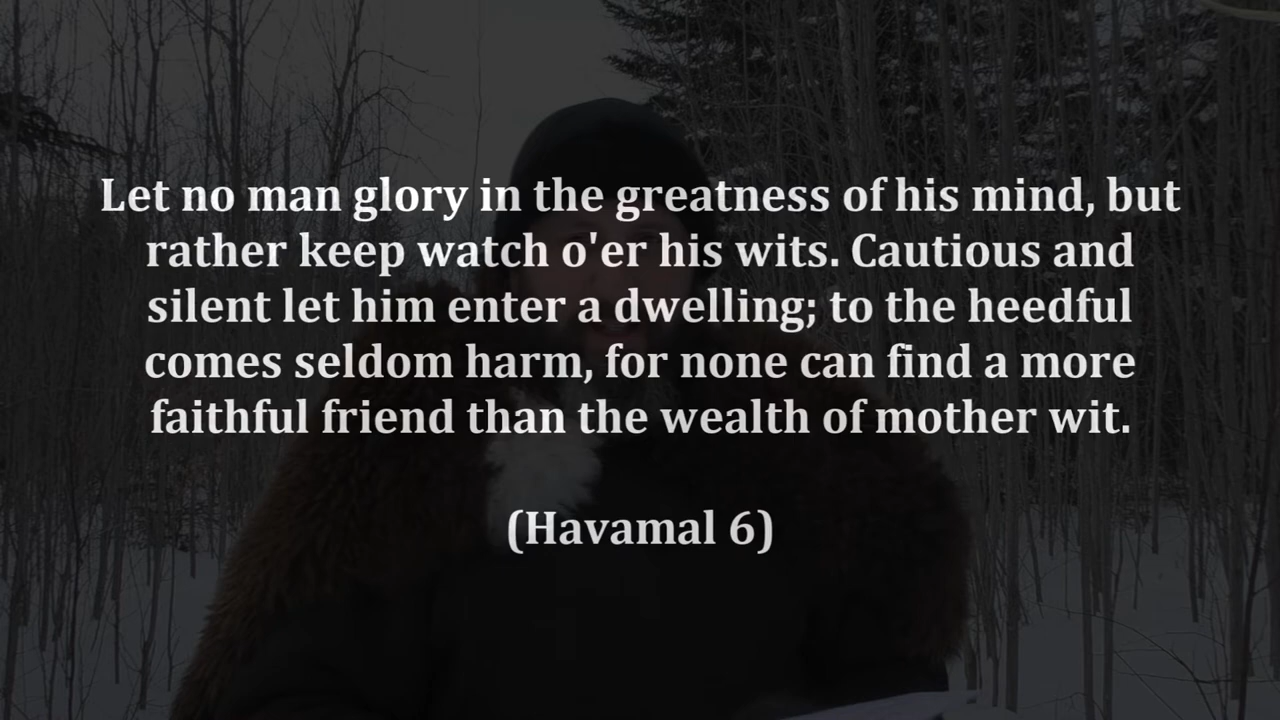 Let no man glory in the greatness of his mind, but
rather keep watch o'er his wits. Cautious and
silent let him enter a dwelling; to the heedful
comes seldom harm, for none can find a more
faithful friend than the wealth of mother wit.
(Havamal 6)